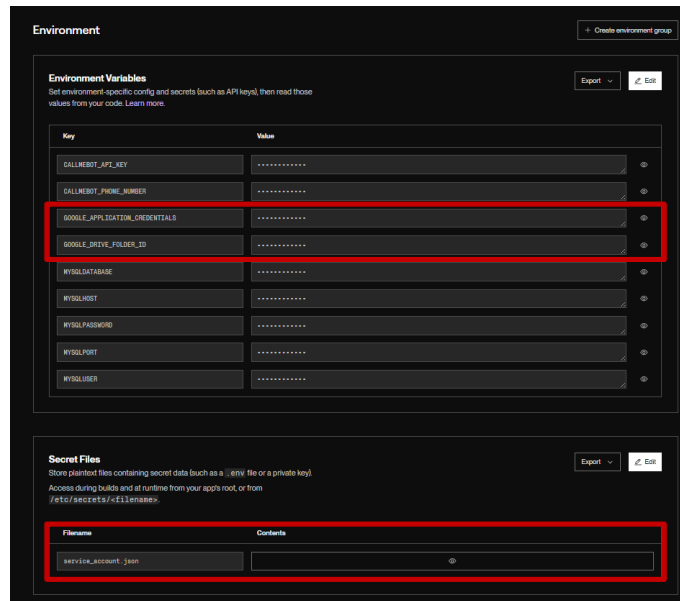 Environment
+ Create environment group
Environment Variables
Set environment-specific config and secrets (such as API keys), then read those
values from your code. Learn more.
Export
Edit
Key Value
CALLMEBOT_API_KEY ••••••••••••
CALLMEBOT_PHONE_NUMBER ••••••••••••
GOOGLE_APPLICATION_CREDENTIALS ••••••••••••
GOOGLE_DRIVE_FOLDER_ID ••••••••••••
MYSQLDATABASE ••••••••••••
MYSQLHOST ••••••••••••
MYSQLPASSWORD ••••••••••••
MYSQLPORT ••••••••••••
MYSQLUSER ••••••••••••
Secret Files
Store plaintext files containing secret data (such as a .env file or a private key).
Access during builds and at runtime from your app's root, or from
/etc/secrets/<filename>.
Export
Edit
Filename Contents
service_account.json